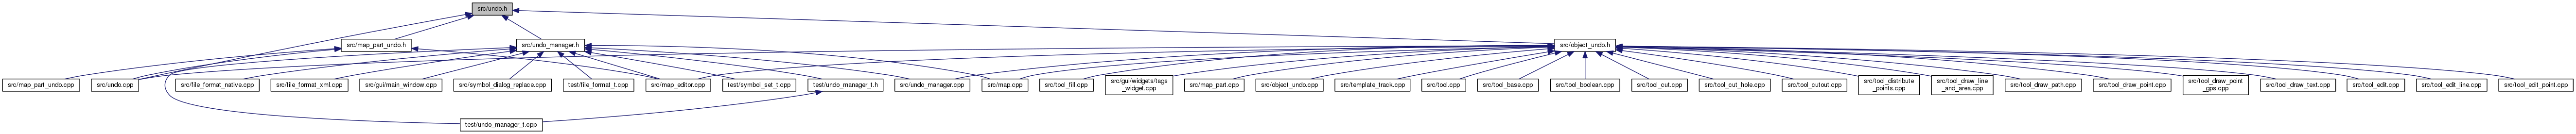 src/undo.h
src/map_part_undo.h
src/undo_manager.h
src/object_undo.h
src/map_part_undo.cpp
src/undo.cpp
src/file_format_native.cpp
src/file_format_xml.cpp
src/gui/main_window.cpp
src/symbol_dialog_replace.cpp
test/file_format_t.cpp
src/map_editor.cpp
test/symbol_set_t.cpp
test/undo_manager_t.h
src/undo_manager.cpp
src/map.cpp
src/tool_fill.cpp
src/gui/widgets/tags
_widget.cpp
src/map_part.cpp
src/object_undo.cpp
src/template_track.cpp
src/tool.cpp
src/tool_base.cpp
src/tool_boolean.cpp
src/tool_cut.cpp
src/tool_cut_hole.cpp
src/tool_cutout.cpp
src/tool_distribute
_points.cpp
src/tool_draw_line
_and_area.cpp
src/tool_draw_path.cpp
src/tool_draw_point.cpp
src/tool_draw_point
_gps.cpp
src/tool_draw_text.cpp
src/tool_edit.cpp
src/tool_edit_line.cpp
src/tool_edit_point.cpp
test/undo_manager_t.cpp